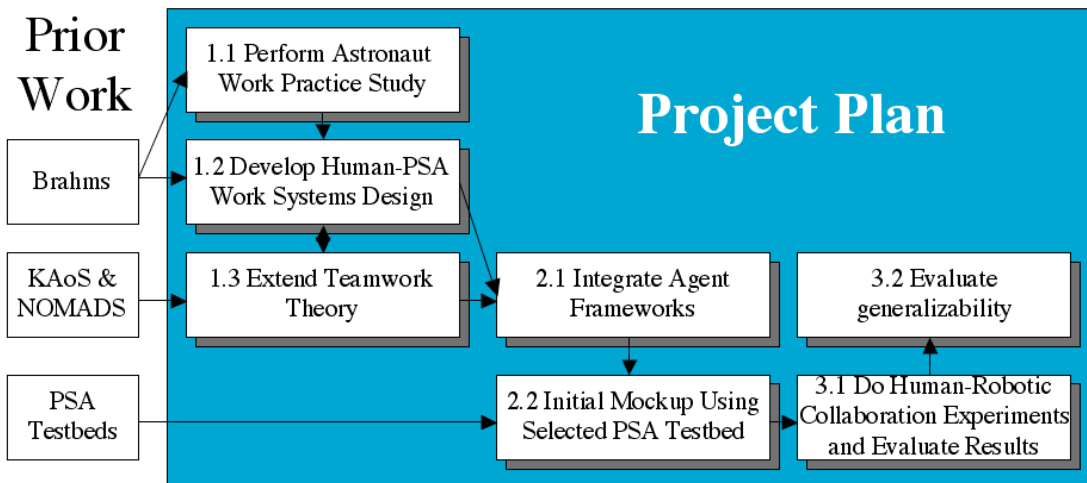 Prior
Work
Project Plan
1.1 Perform Astronaut
Work Practice Study
Brahms
1.2 Develop Human-PSA
Work Systems Design
KAoS &
NOMADS
1.3 Extend Teamwork
Theory
2.1 Integrate Agent
Frameworks
3.2 Evaluate
generalizability
PSA
Testbeds
2.2 Initial Mockup Using
Selected PSA Testbed
3.1 Do Human-Robotic
Collaboration Experiments
and Evaluate Results